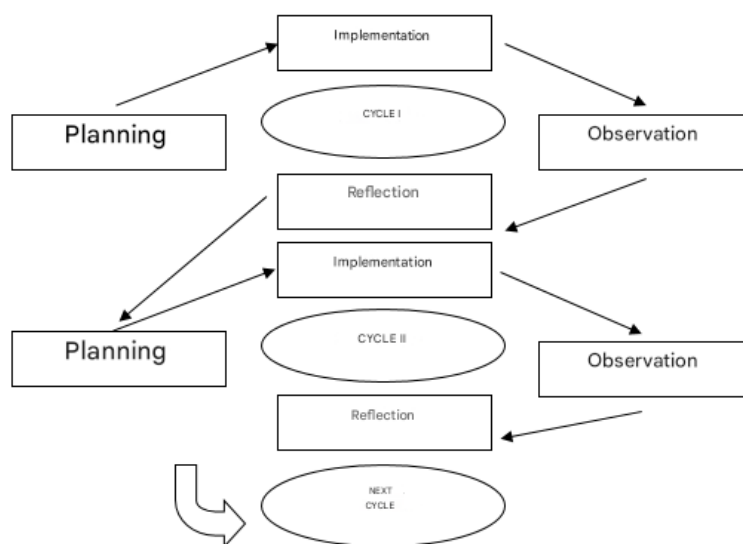 Implementation
CYCLE I
Planning
Observation
Reflection
Implementation
CYCLE II
Planning
Observation
Reflection
NEXT
CYCLE